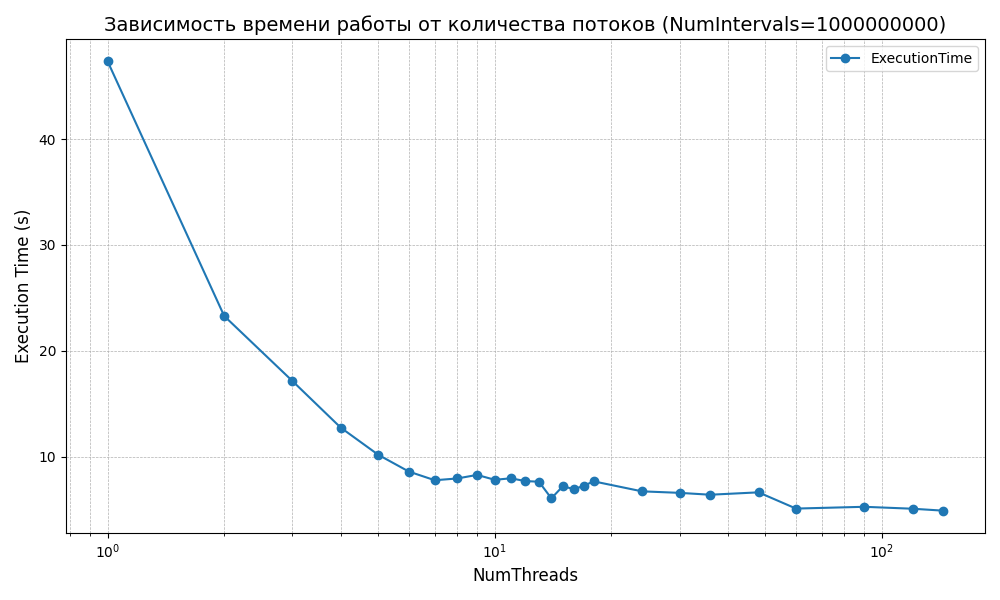 Зависимость времени работы от количества потоков (NumIntervals=1000000000)
ExecutionTime
Execution Time (s)
40
30
20
10
10⁰
10¹
10²
NumThreads